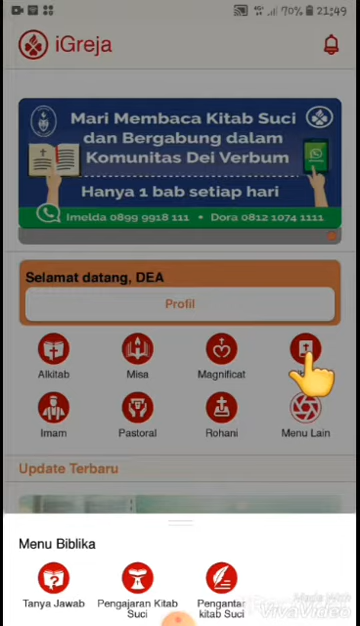 70% 21:49
iGreja
Mari Membaca Kitab Suci
dan Bergabung dalam
Komunitas Dei Verbum
Hanya 1 bab setiap hari
Imelda 0899 9918 111 • Dora 0812 1074 1111
Selamat datang, DEA
Profil
Alkitab Misa Magnificat
Imam Pastoral Rohani Menu Lain
Update Terbaru
Menu Biblika
Tanya Jawab Pengajaran Kitab Suci Pengantar kitab Suci
Made With
VivaVideo